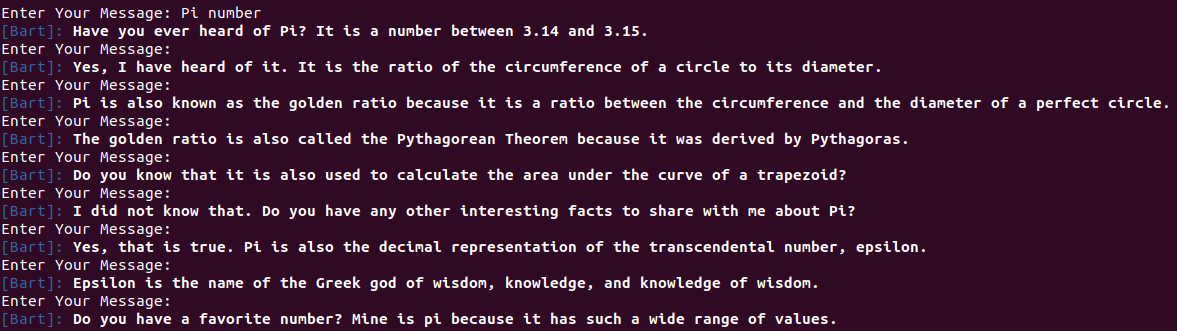 Enter Your Message: Pi number
[Bart]: Have you ever heard of Pi? It is a number between 3.14 and 3.15.
Enter Your Message:
[Bart]: Yes, I have heard of it. It is the ratio of the circumference of a circle to its diameter.
Enter Your Message:
[Bart]: Pi is also known as the golden ratio because it is a ratio between the circumference and the diameter of a perfect circle.
Enter Your Message:
[Bart]: The golden ratio is also called the Pythagorean Theorem because it was derived by Pythagoras.
Enter Your Message:
[Bart]: Do you know that it is also used to calculate the area under the curve of a trapezoid?
Enter Your Message:
[Bart]: I did not know that. Do you have any other interesting facts to share with me about Pi?
Enter Your Message:
[Bart]: Yes, that is true. Pi is also the decimal representation of the transcendental number, epsilon.
Enter Your Message:
[Bart]: Epsilon is the name of the Greek god of wisdom, knowledge, and knowledge of wisdom.
Enter Your Message:
[Bart]: Do you have a favorite number? Mine is pi because it has such a wide range of values.